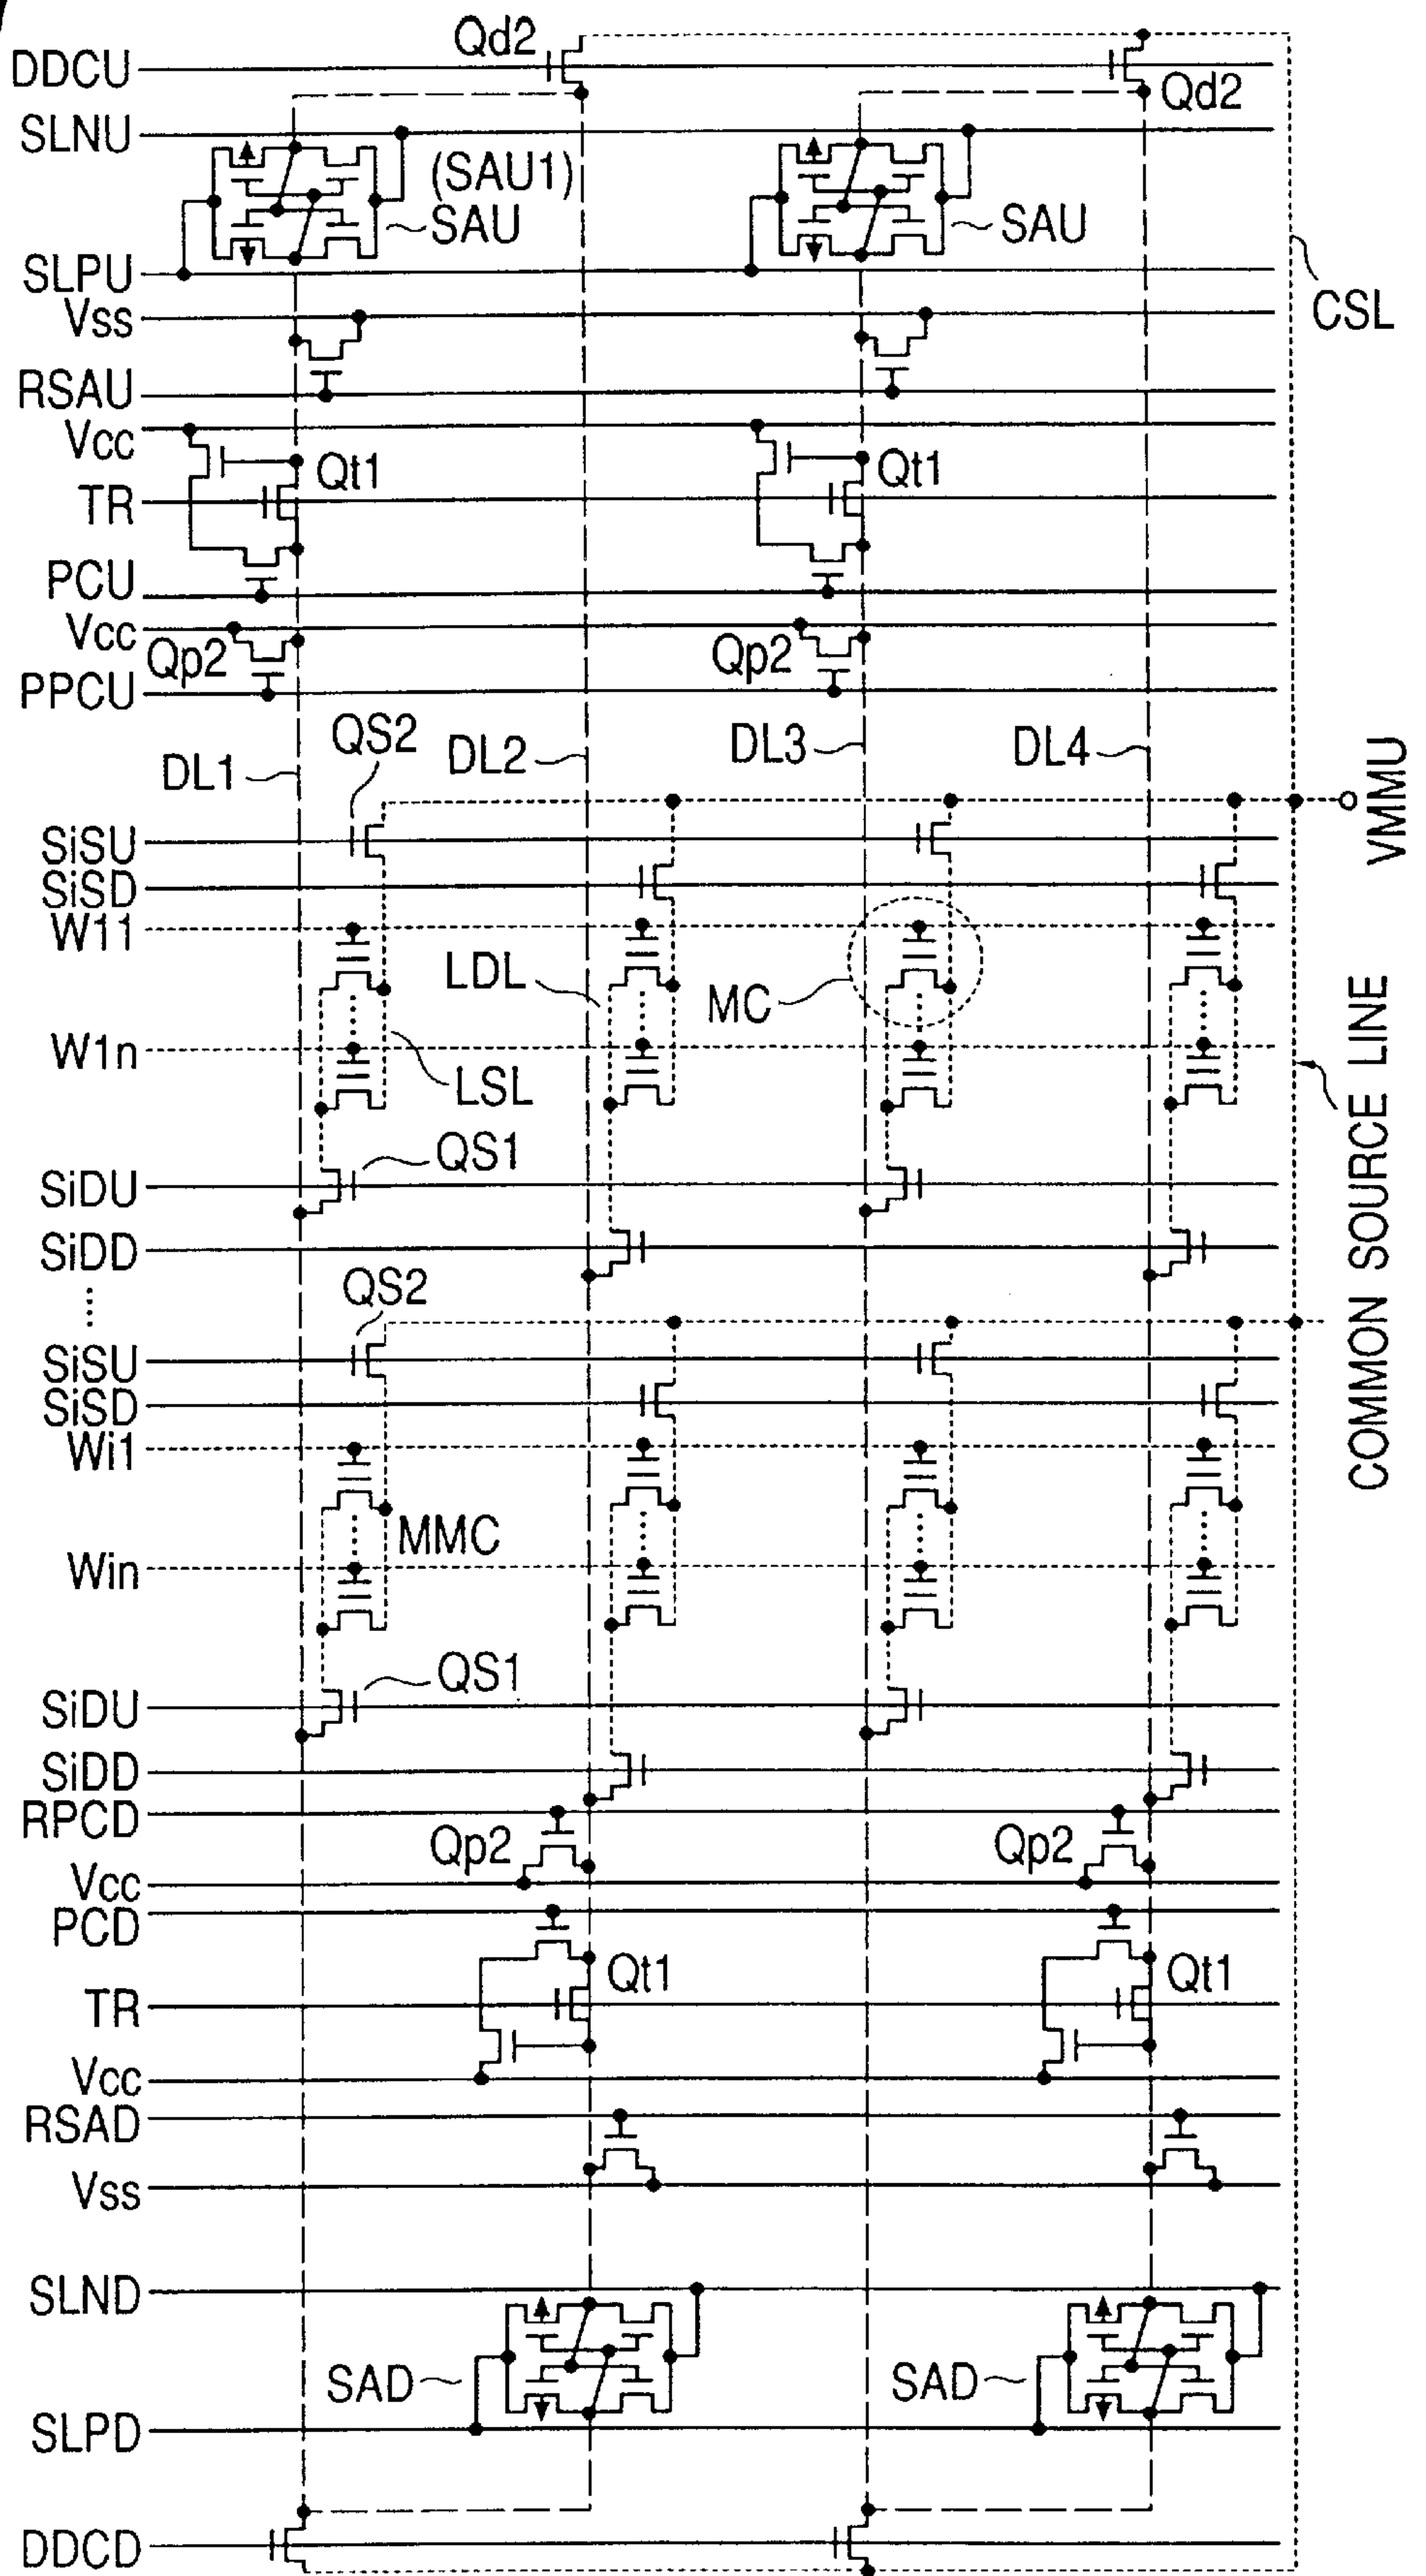 Qd2
DDCU
Qd2
SLNU
(SAU1)
SAU
SAU
SLPU
CSL
Vss
RSAU
Vcc
Qt1
Qt1
TR
PCU
Vcc
Qp2
Qp2
PPCU
QS2
DL1
DL2
DL3
DL4
VMMU
SiSU
SiSD
W11
LDL
MC
W1n
LSL
COMMON SOURCE LINE
QS1
SiDU
SiDD
QS2
SiSU
SiSD
Wi1
MMC
Win
QS1
SiDU
SiDD
RPCD
Qp2
Qp2
Vcc
PCD
Qt1
Qt1
TR
Vcc
RSAD
Vss
SLND
SAD
SAD
SLPD
DDCD